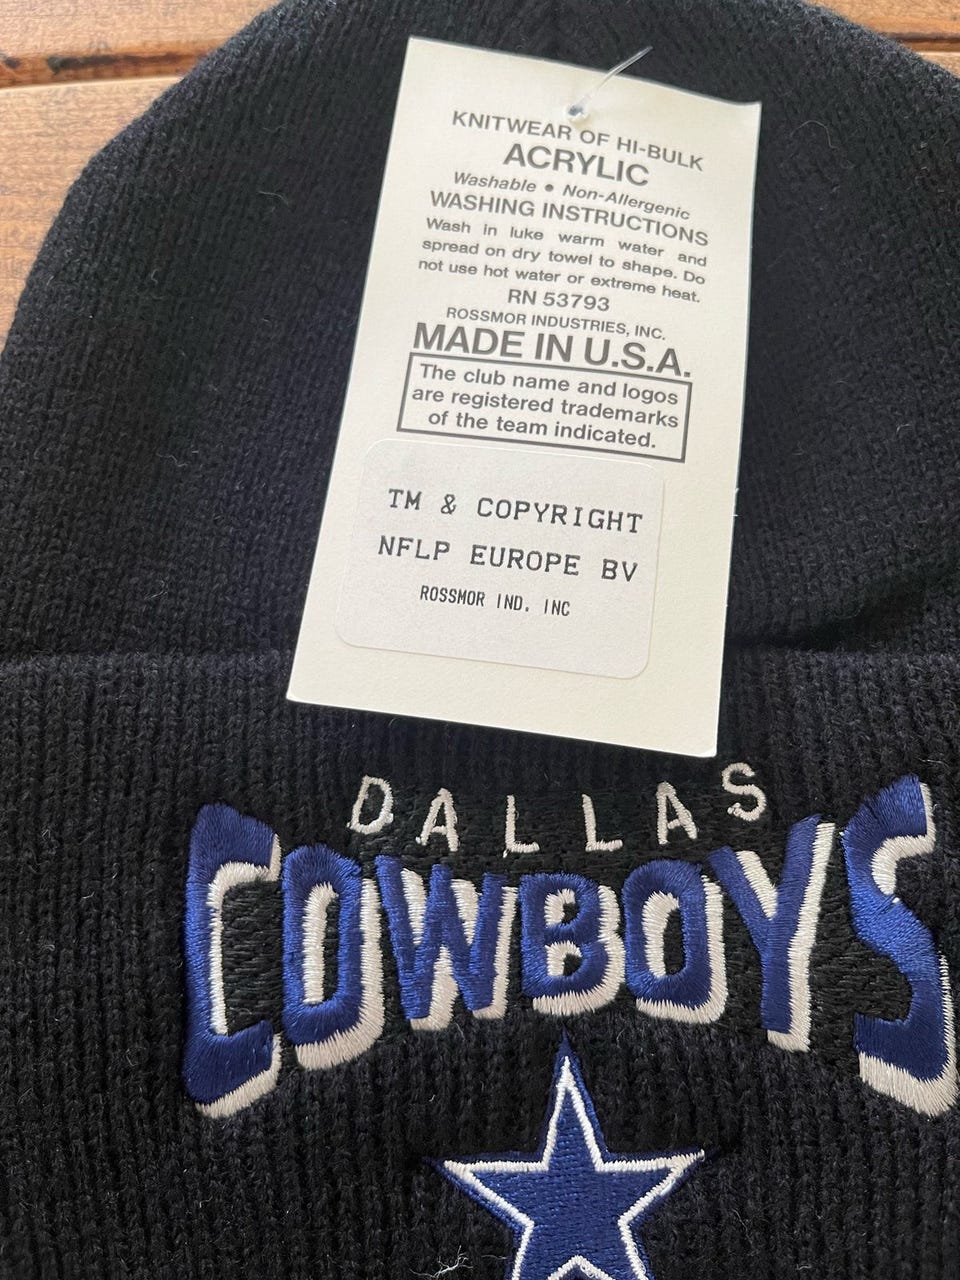 KNITWEAR OF HI-BULK
ACRYLIC
Washable • Non-Allergenic
WASHING INSTRUCTIONS
Wash in luke warm water and
spread on dry towel to shape. Do
not use hot water or extreme heat.
RN 53793
ROSSMOR INDUSTRIES, INC.
MADE IN U.S.A.
The club name and logos
are registered trademarks
of the team indicated.
TM & COPYRIGHT
NFLP EUROPE BV
ROSSMOR IND. INC
DALLAS
COWBOYS